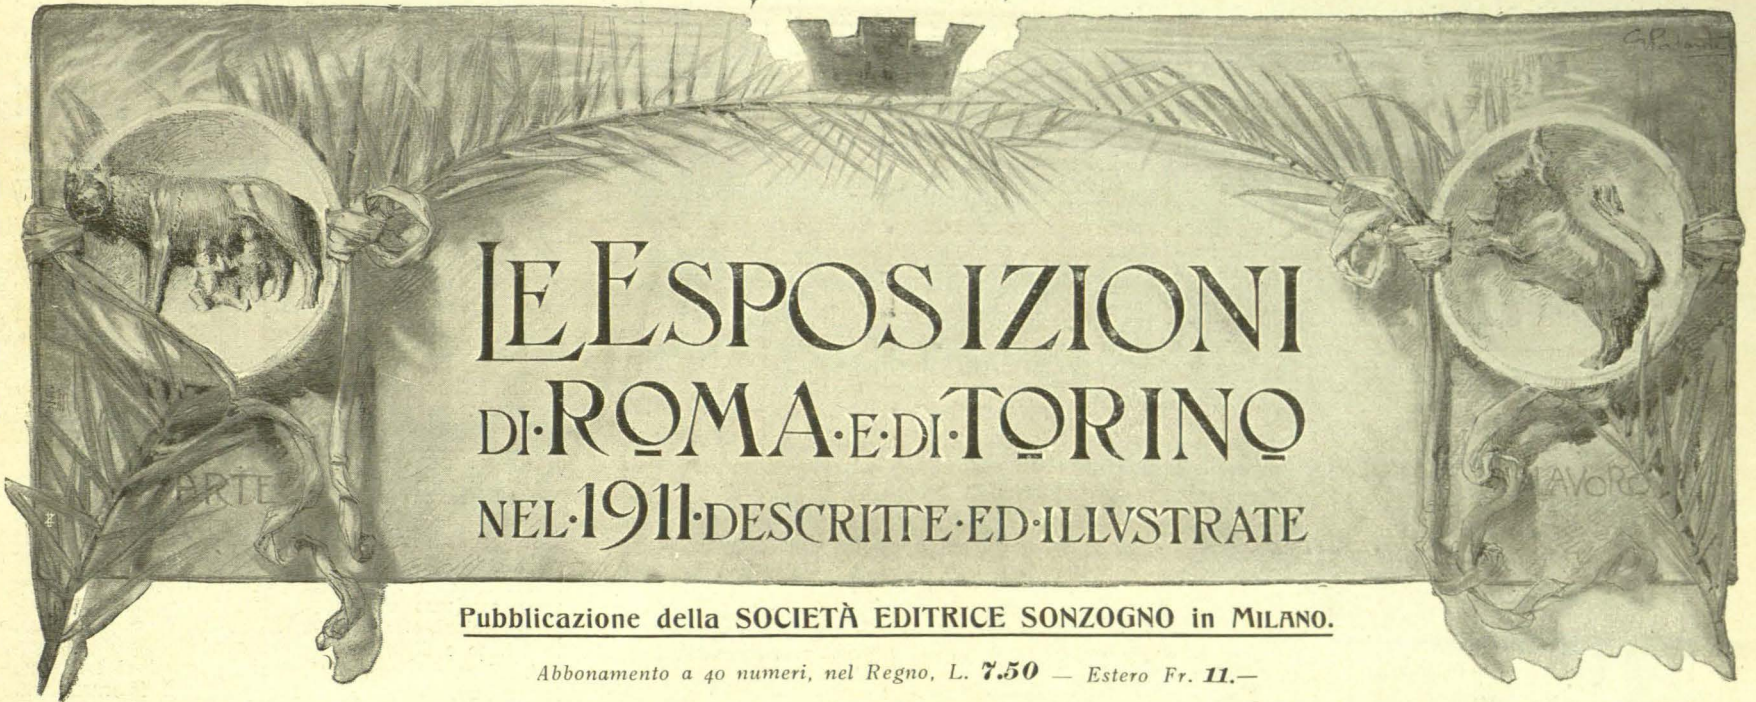 LE ESPOSIZIONI
DI·ROMA·E·DI·TORINO
NEL·1911·DESCRITTE·ED·ILLVSTRATE
ARTE
LAVORO
Pubblicazione della SOCIETÀ EDITRICE SONZOGNO in MILANO.
Abbonamento a 40 numeri, nel Regno, L. 7.50 — Estero Fr. 11.—